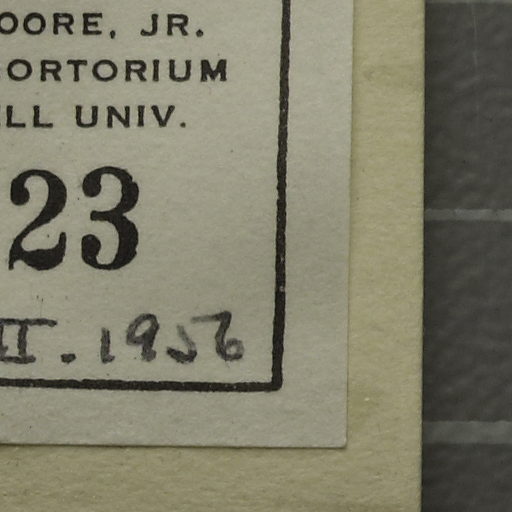 OORE, JR.
ORTORIUM
LL UNIV.
23
II. 1956